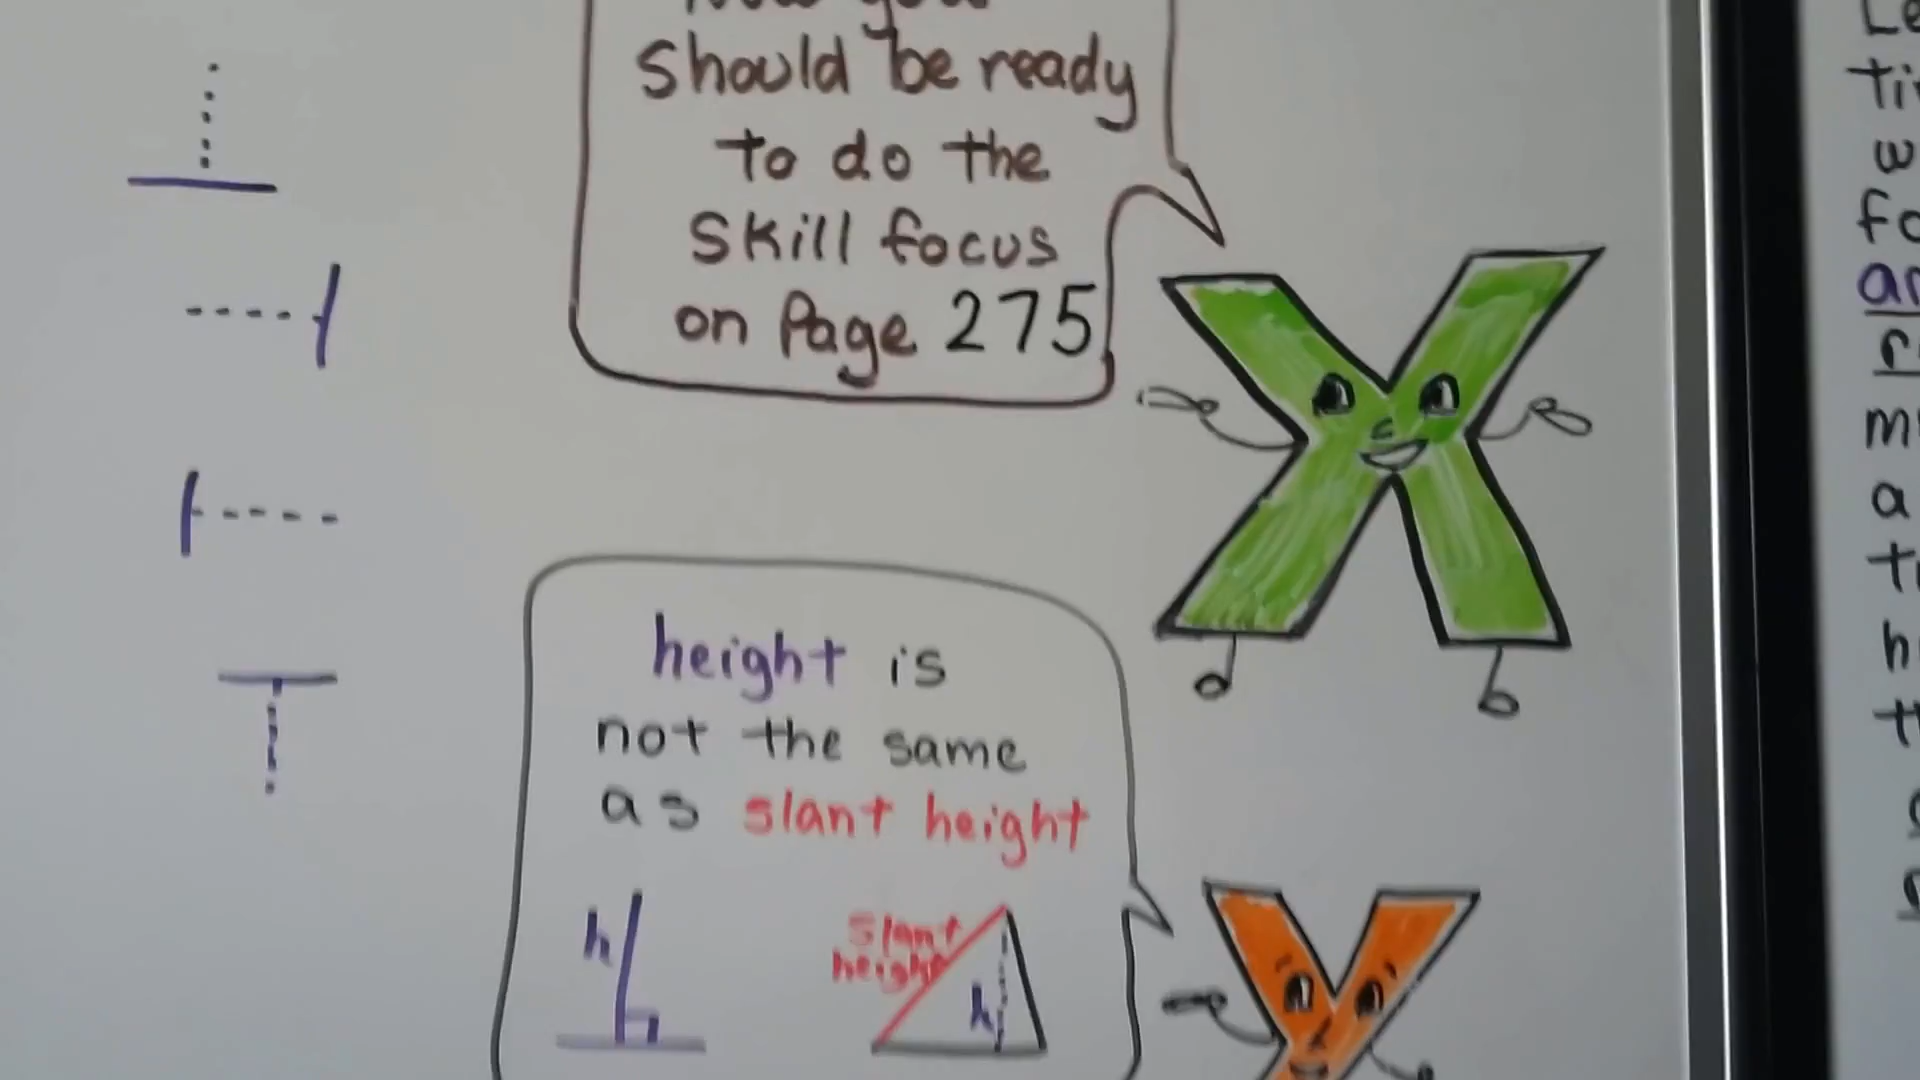 should be ready
to do the
skill focus
on Page 275
height is
not the same
as slant height
h
slant
height
h
a